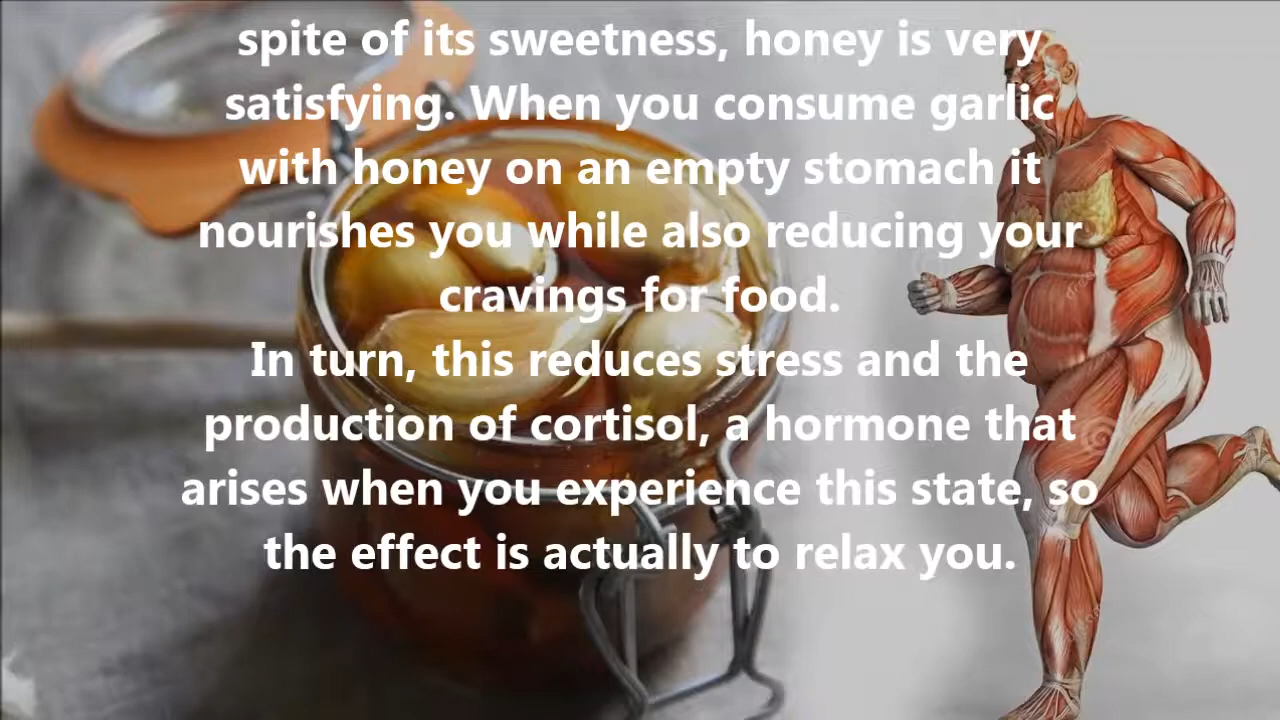 spite of its sweetness, honey is very
satisfying. When you consume garlic
with honey on an empty stomach it
nourishes you while also reducing your
cravings for food.
In turn, this reduces stress and the
production of cortisol, a hormone that
arises when you experience this state, so
the effect is actually to relax you.